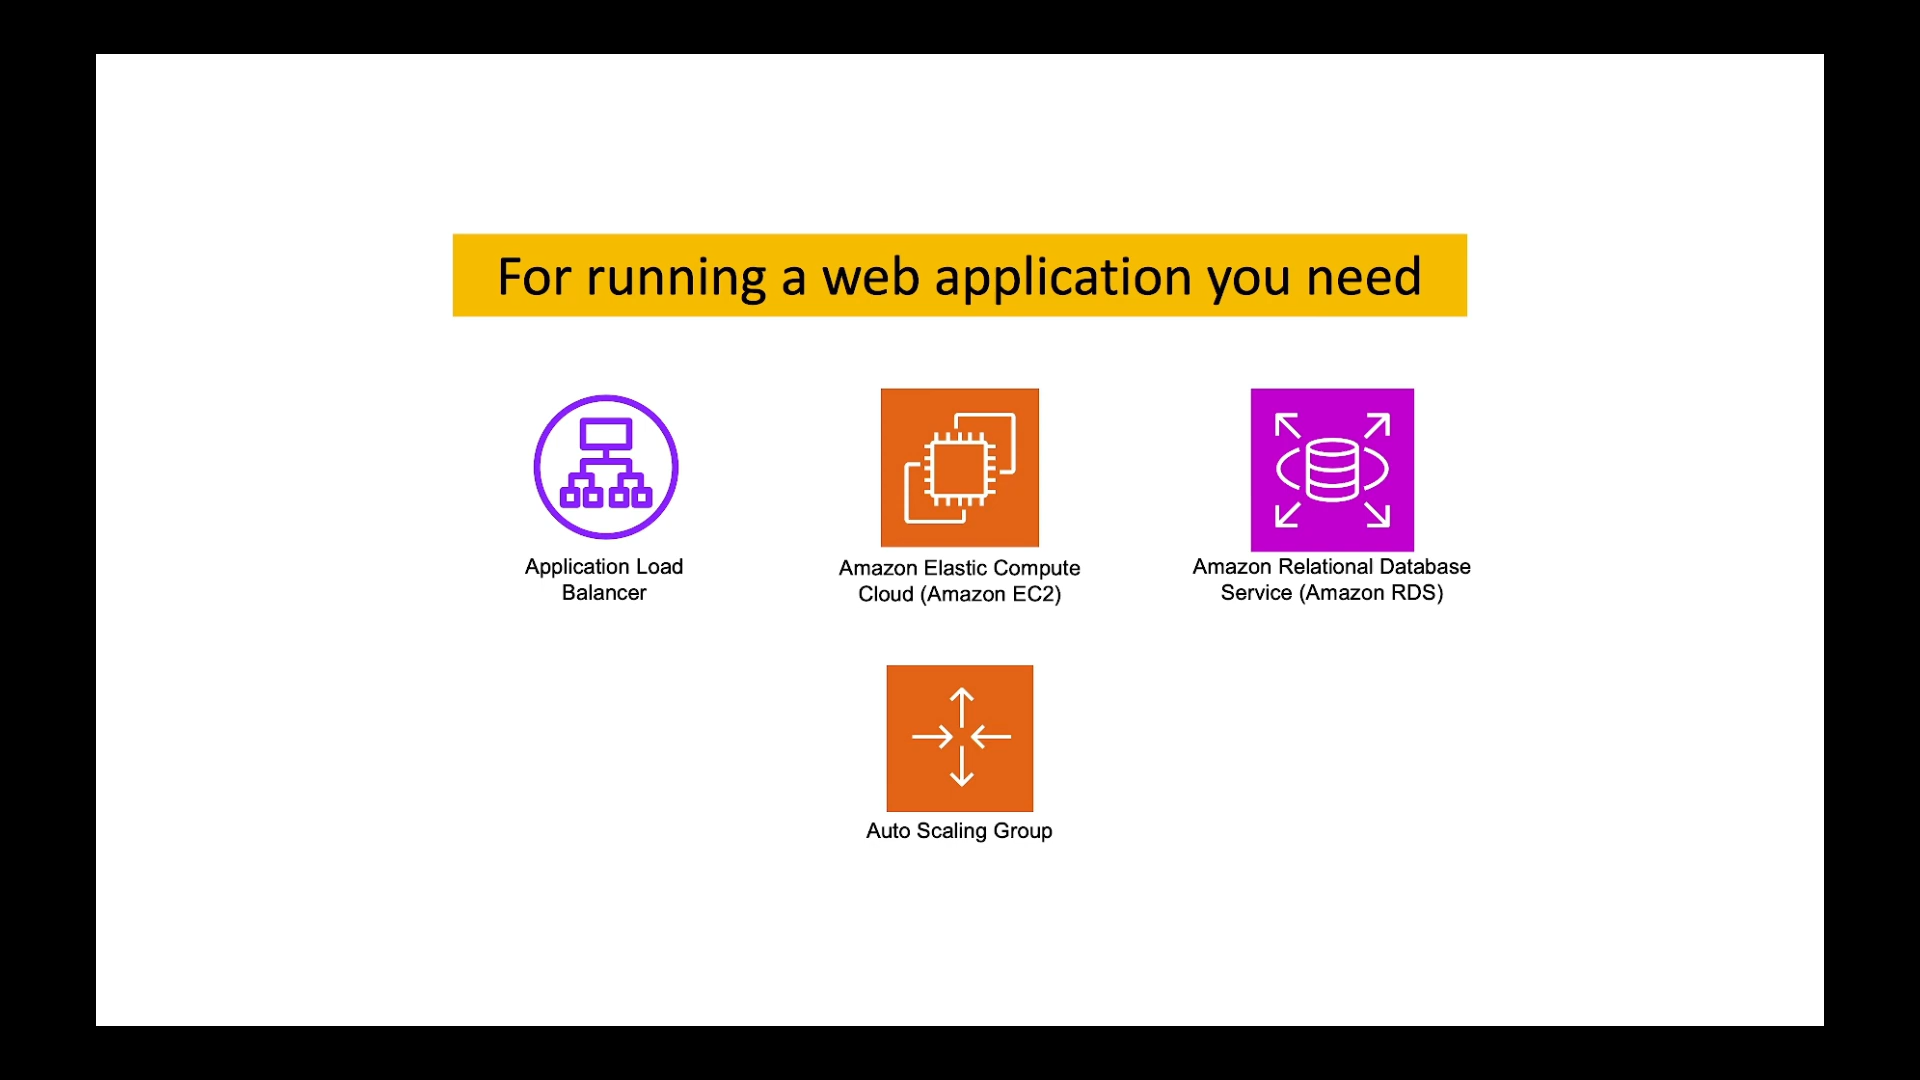 For running a web application you need
Application Load
Balancer
Amazon Elastic Compute
Cloud (Amazon EC2)
Amazon Relational Database
Service (Amazon RDS)
Auto Scaling Group